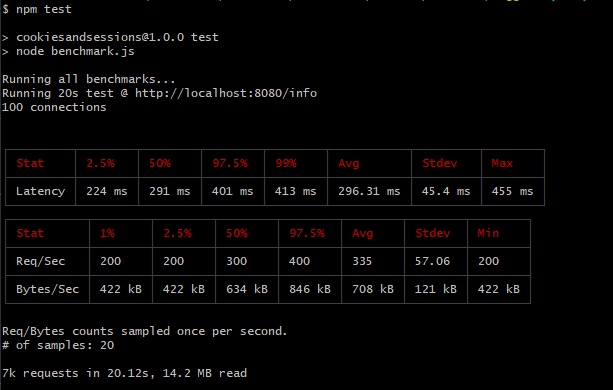 $ npm test
> cookiesandsessions@1.0.0 test
> node benchmark.js
Running all benchmarks...
Running 20s test @ http://localhost:8080/info
100 connections
Stat 2.5% 50% 97.5% 99% Avg Stdev Max
Latency 224 ms 291 ms 401 ms 413 ms 296.31 ms 45.4 ms 455 ms
Stat 1% 2.5% 50% 97.5% Avg Stdev Min
Req/Sec 200 200 300 400 335 57.06 200
Bytes/Sec 422 kB 422 kB 634 kB 846 kB 708 kB 121 kB 422 kB
Req/Bytes counts sampled once per second.
# of samples: 20
7k requests in 20.12s, 14.2 MB read